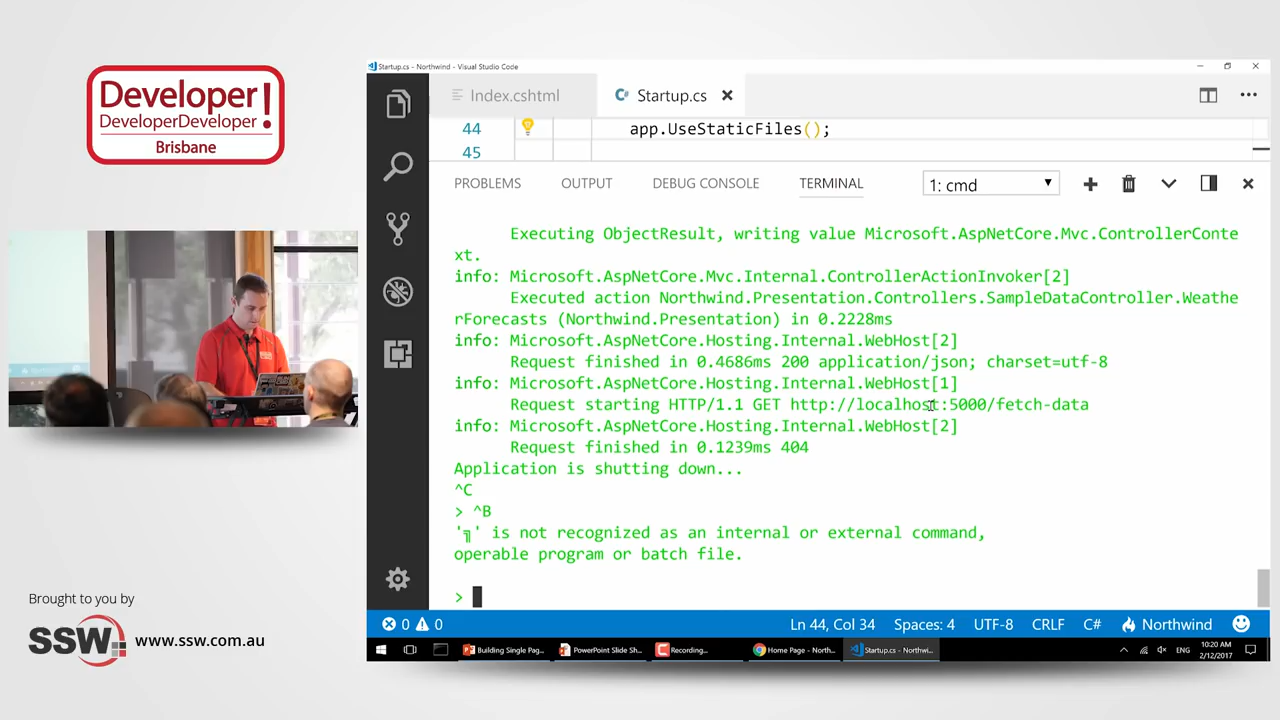 Developer!
DeveloperDeveloper
Brisbane
Brought to you by
SSW
www.ssw.com.au
Startup.cs - Northwind - Visual Studio Code
Index.cshtml
Startup.cs
44 app.UseStaticFiles();
45
PROBLEMS OUTPUT DEBUG CONSOLE TERMINAL 1: cmd
Executing ObjectResult, writing value Microsoft.AspNetCore.Mvc.ControllerConte
xt.
info: Microsoft.AspNetCore.Mvc.Internal.ControllerActionInvoker[2]
Executed action Northwind.Presentation.Controllers.SampleDataController.Weathe
rForecasts (Northwind.Presentation) in 0.2228ms
info: Microsoft.AspNetCore.Hosting.Internal.WebHost[2]
Request finished in 0.4686ms 200 application/json; charset=utf-8
info: Microsoft.AspNetCore.Hosting.Internal.WebHost[1]
Request starting HTTP/1.1 GET http://localhost:5000/fetch-data
info: Microsoft.AspNetCore.Hosting.Internal.WebHost[2]
Request finished in 0.1239ms 404
Application is shutting down...
^C
> ^B
'╗' is not recognized as an internal or external command,
operable program or batch file.
>
0 0 Ln 44, Col 34 Spaces: 4 UTF-8 CRLF C# Northwind
Building Single Pag... PowerPoint Slide Sh... Recording... Home Page - North... Startup.cs - Northwi... ENG 10:20 AM
2/12/2017